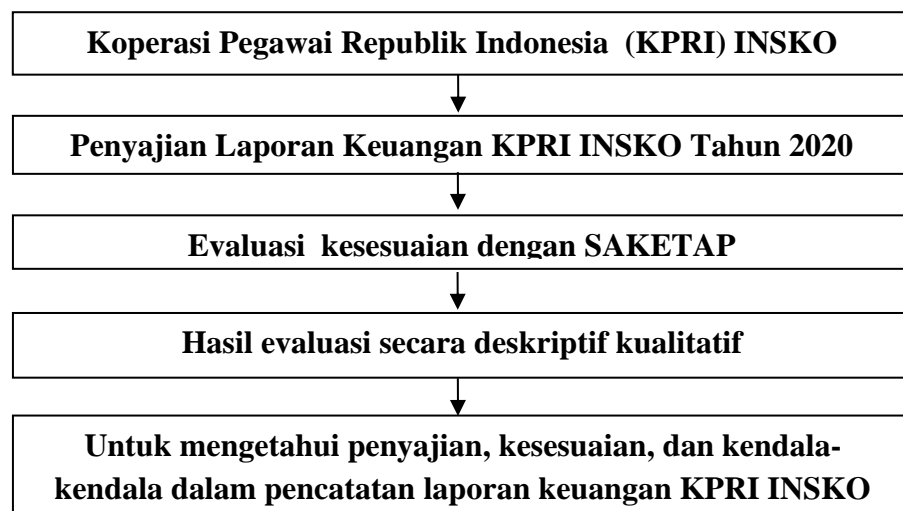 Koperasi Pegawai Republik Indonesia (KPRI) INSKO
Penyajian Laporan Keuangan KPRI INSKO Tahun 2020
Evaluasi kesesuaian dengan SAKETAP
Hasil evaluasi secara deskriptif kualitatif
Untuk mengetahui penyajian, kesesuaian, dan kendala-
kendala dalam pencatatan laporan keuangan KPRI INSKO